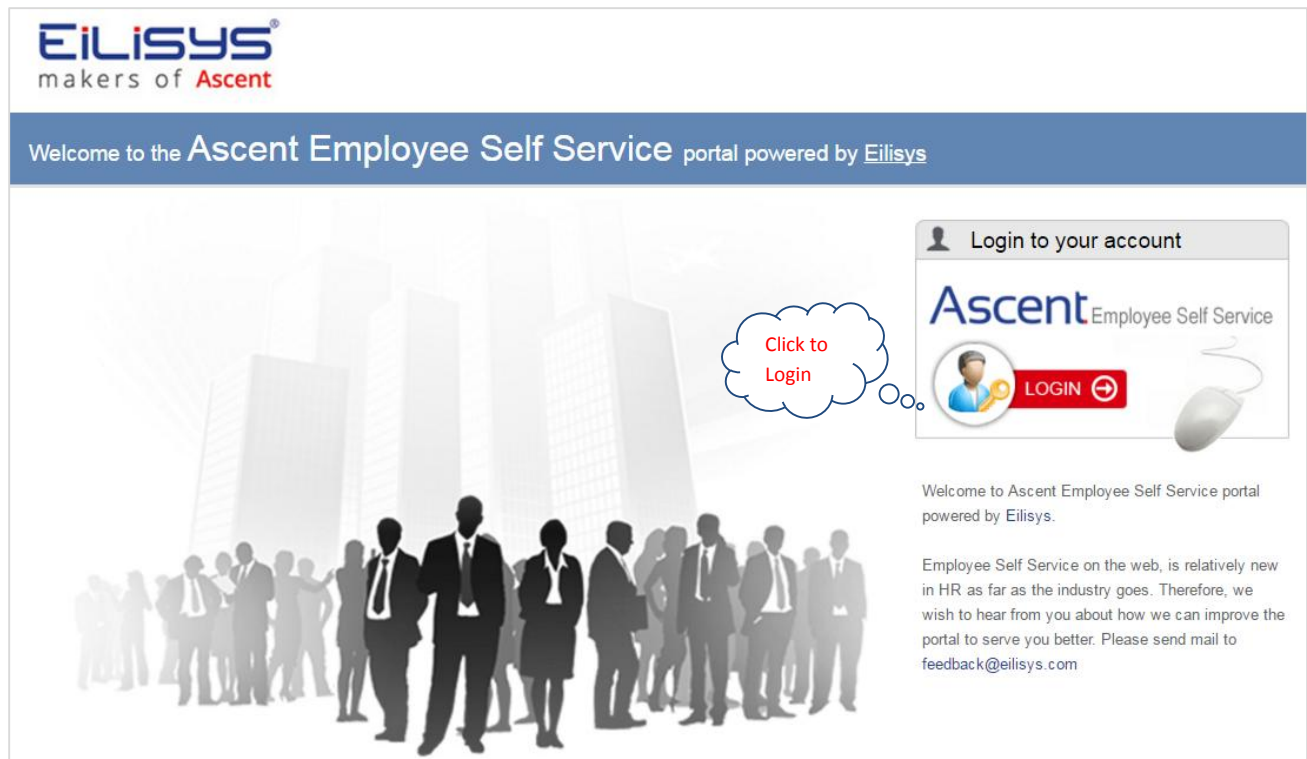 EiLiSYS®
makers of Ascent
Welcome to the Ascent Employee Self Service portal powered by Eilisys
Login to your account
Ascent Employee Self Service
Click to
Login
LOGIN
Welcome to Ascent Employee Self Service portal
powered by Eilisys.
Employee Self Service on the web, is relatively new
in HR as far as the industry goes. Therefore, we
wish to hear from you about how we can improve the
portal to serve you better. Please send mail to
feedback@eilisys.com